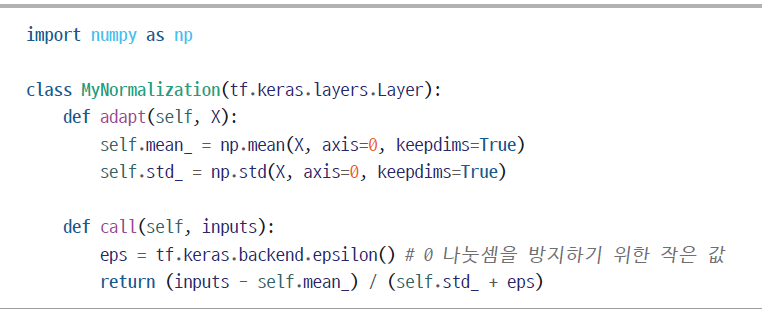 import numpy as np
class MyNormalization(tf.keras.layers.Layer):
def adapt(self, X):
self.mean_ = np.mean(X, axis=0, keepdims=True)
self.std_ = np.std(X, axis=0, keepdims=True)
def call(self, inputs):
eps = tf.keras.backend.epsilon() # 0 나눗셈을 방지하기 위한 작은 값
return (inputs - self.mean_) / (self.std_ + eps)